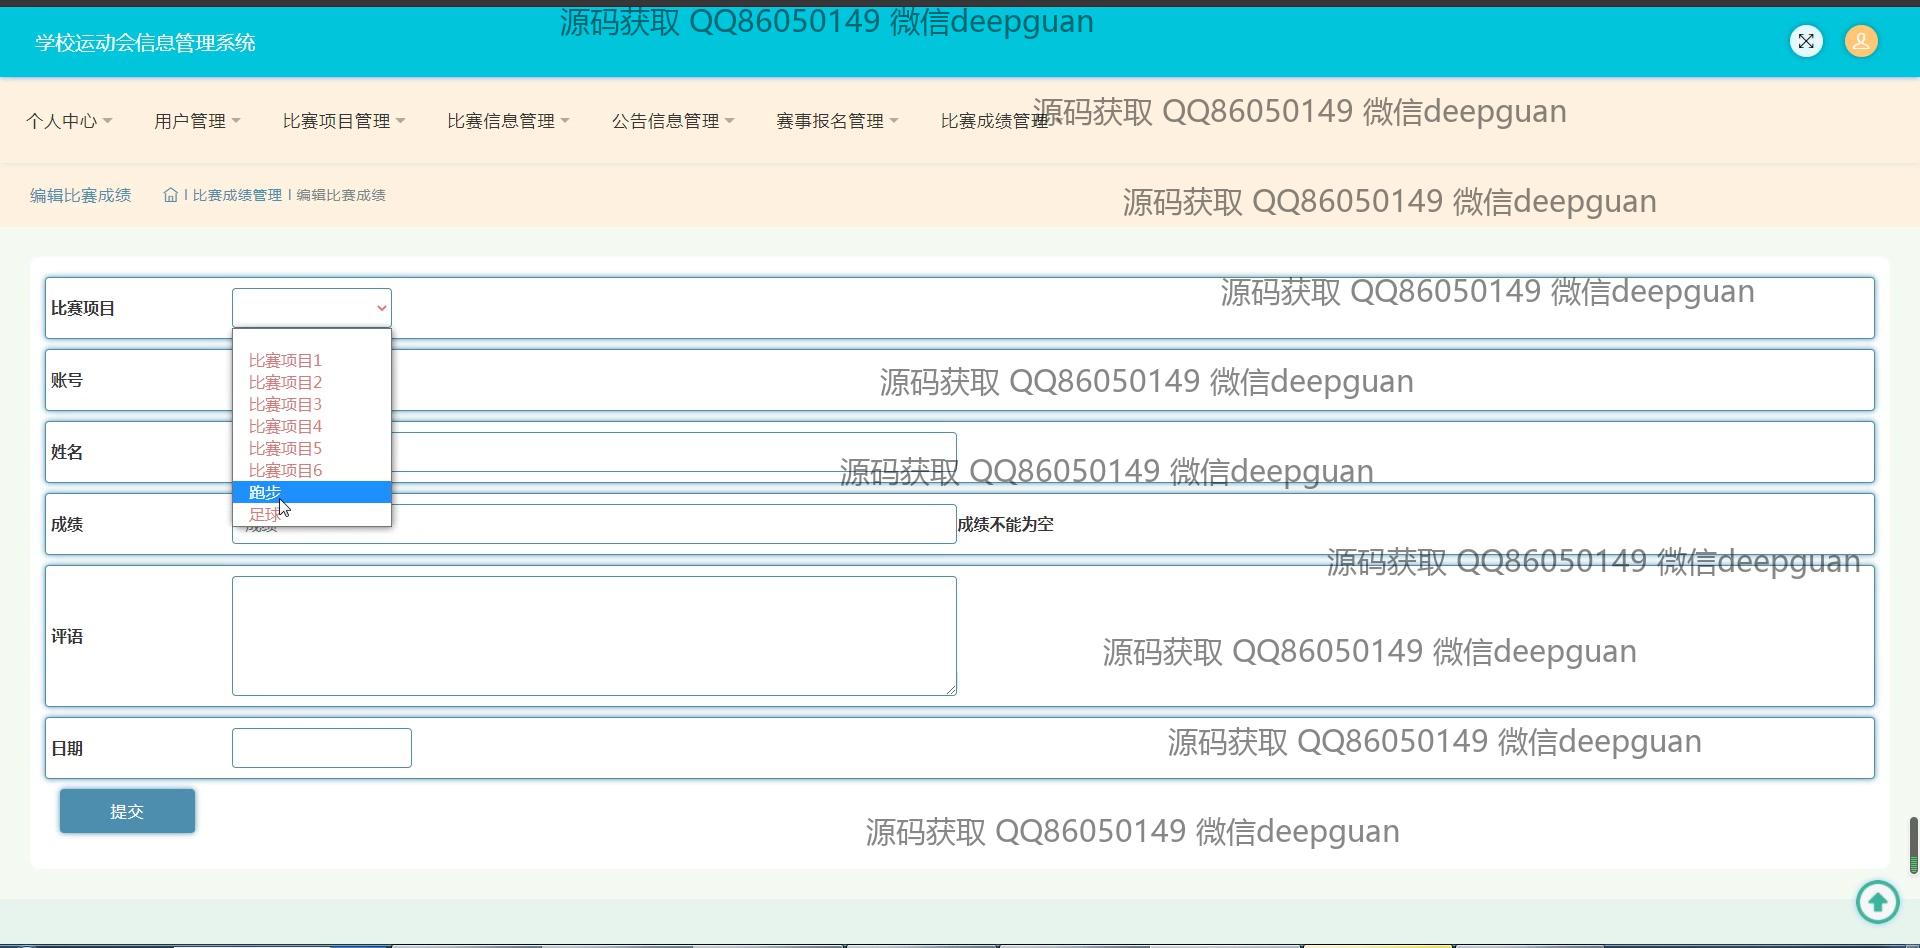 源码获取 QQ86050149 微信deepguan
学校运动会信息管理系统
个人中心 用户管理 比赛项目管理 比赛信息管理 公告信息管理 赛事报名管理 比赛成绩管理
源码获取 QQ86050149 微信deepguan
编辑比赛成绩 | 比赛成绩管理 | 编辑比赛成绩
源码获取 QQ86050149 微信deepguan
源码获取 QQ86050149 微信deepguan
比赛项目
比赛项目1
账号
比赛项目2
源码获取 QQ86050149 微信deepguan
比赛项目3
比赛项目4
姓名
比赛项目5
比赛项目6
源码获取 QQ86050149 微信deepguan
跑步
足球
成绩
成绩
成绩不能为空
源码获取 QQ86050149 微信deepguan
评语
源码获取 QQ86050149 微信deepguan
日期
源码获取 QQ86050149 微信deepguan
提交
源码获取 QQ86050149 微信deepguan